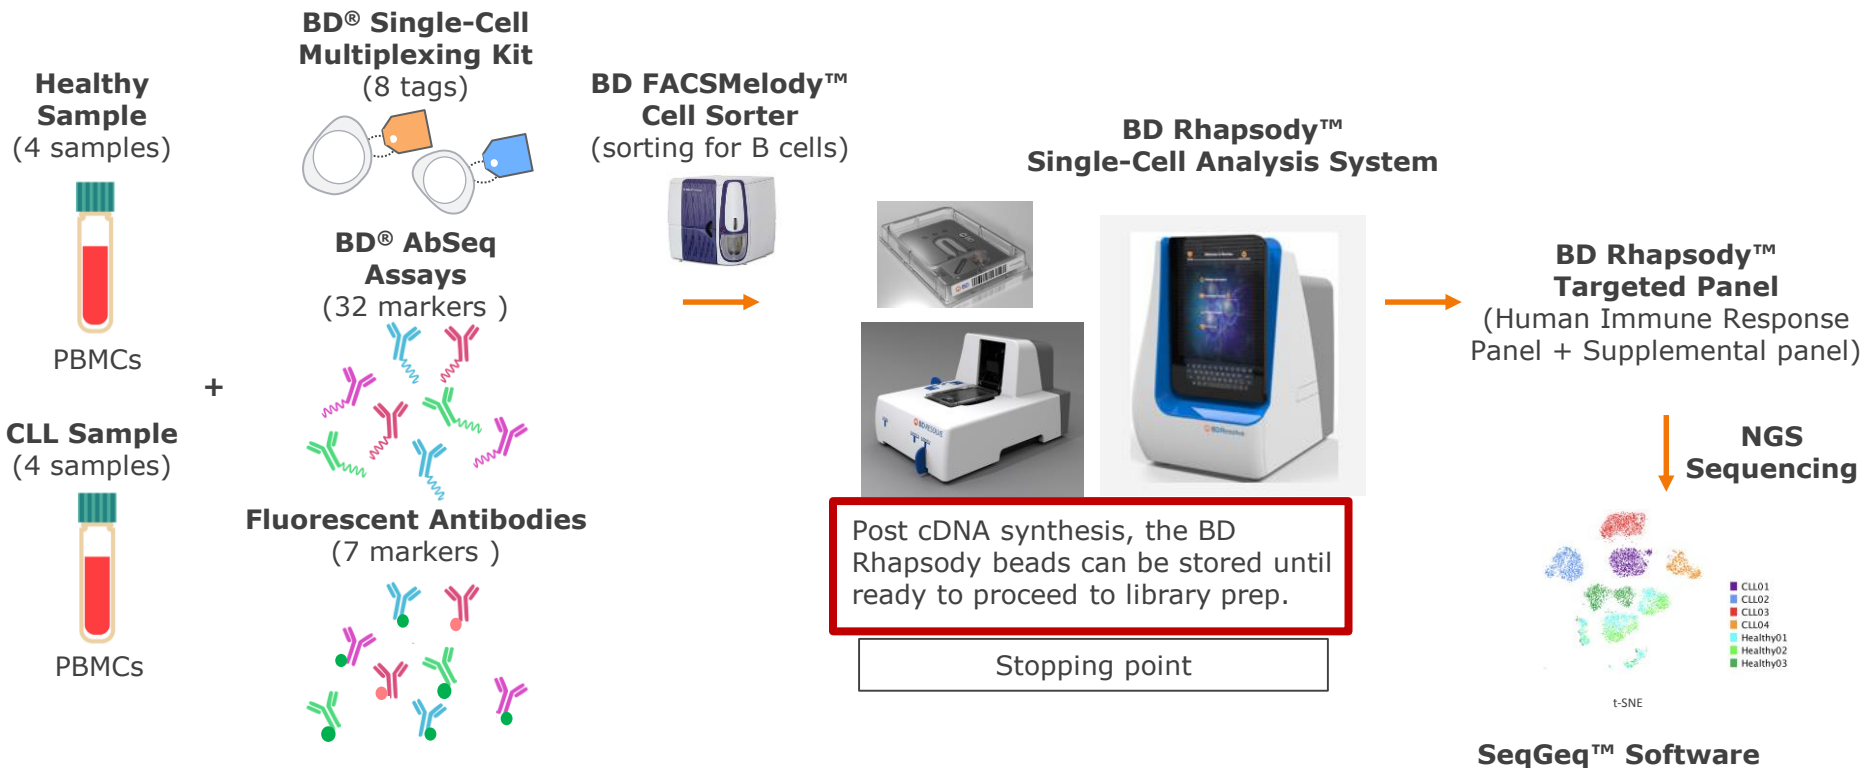 Healthy
Sample
(4 samples)
PBMCs
CLL Sample
(4 samples)
PBMCs
+
BD® Single-Cell
Multiplexing Kit
(8 tags)
BD® AbSeq
Assays
(32 markers )
Fluorescent Antibodies
(7 markers )
BD FACSMelody™
Cell Sorter
(sorting for B cells)
BD Rhapsody™
Single-Cell Analysis System
BD
Post cDNA synthesis, the BD
Rhapsody beads can be stored until
ready to proceed to library prep.
Stopping point
BD Rhapsody™
Targeted Panel
(Human Immune Response
Panel + Supplemental panel)
NGS
Sequencing
CLL01
CLL02
CLL03
CLL04
Healthy01
Healthy02
Healthy03
t-SNE
SeqGeq™ Software